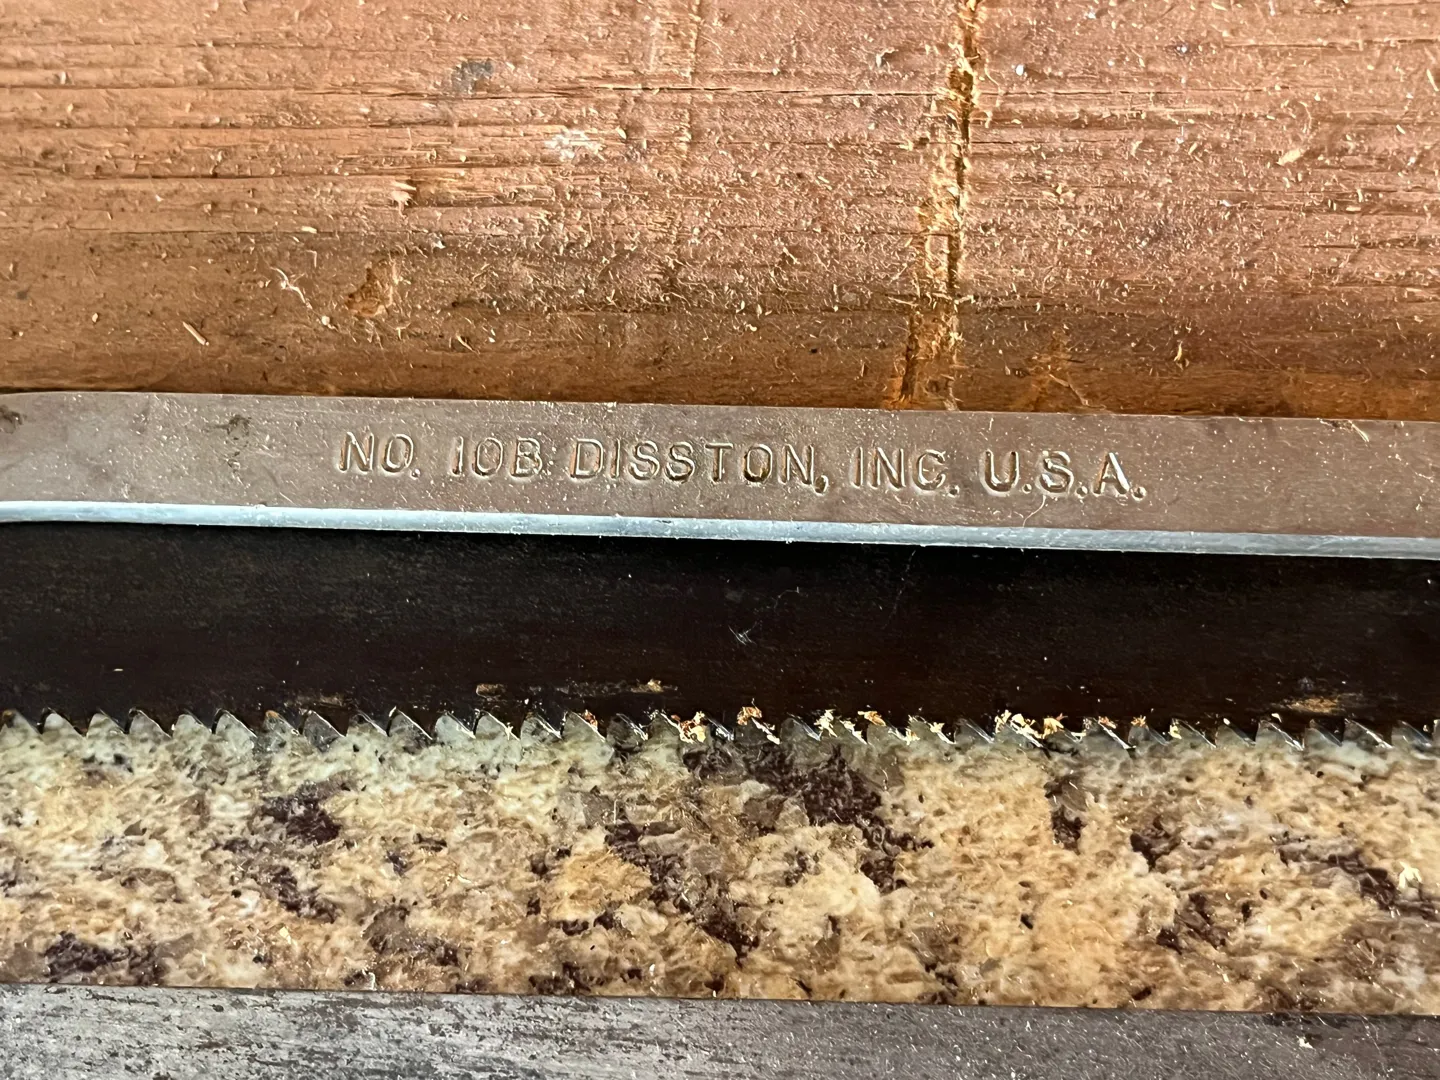 NO. 10B DISSTON, INC. U.S.A.